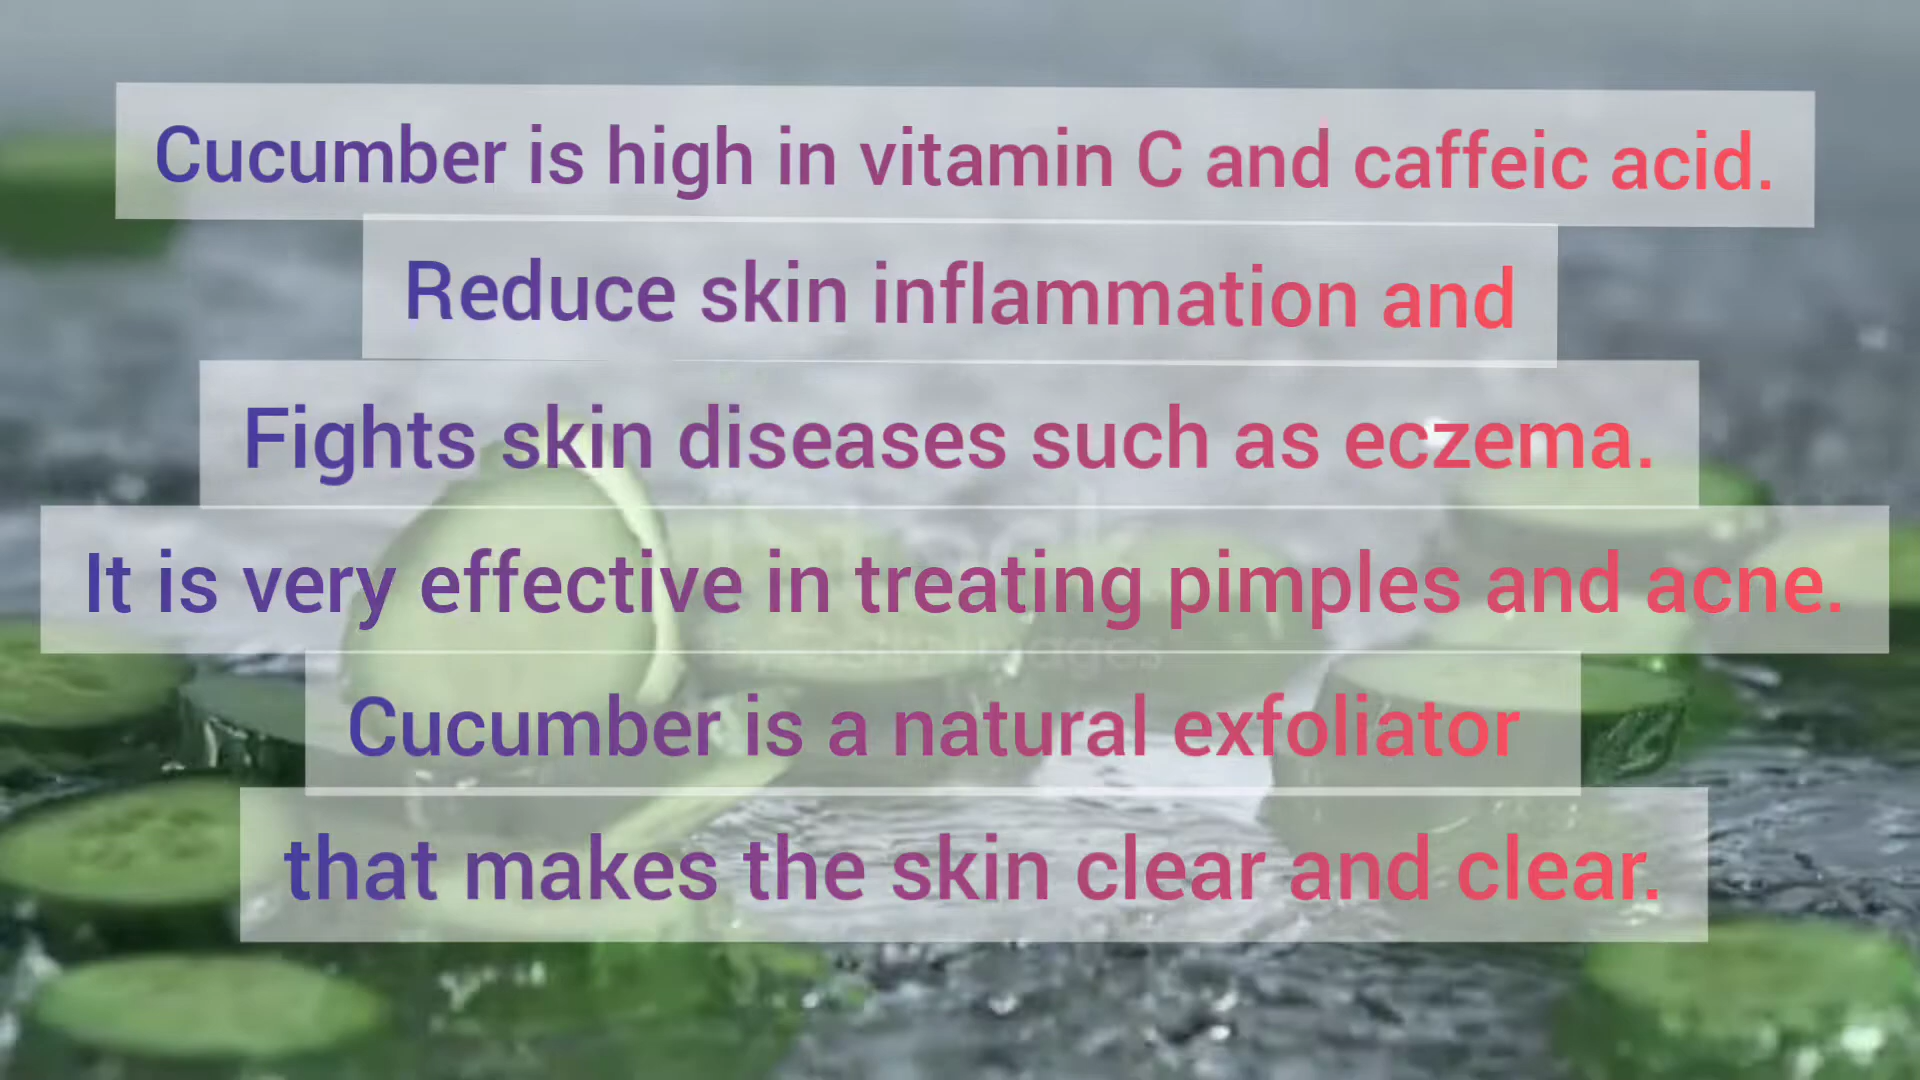 Cucumber is high in vitamin C and caffeic acid.
Reduce skin inflammation and
Fights skin diseases such as eczema.
It is very effective in treating pimples and acne.
Cucumber is a natural exfoliator
that makes the skin clear and clear.